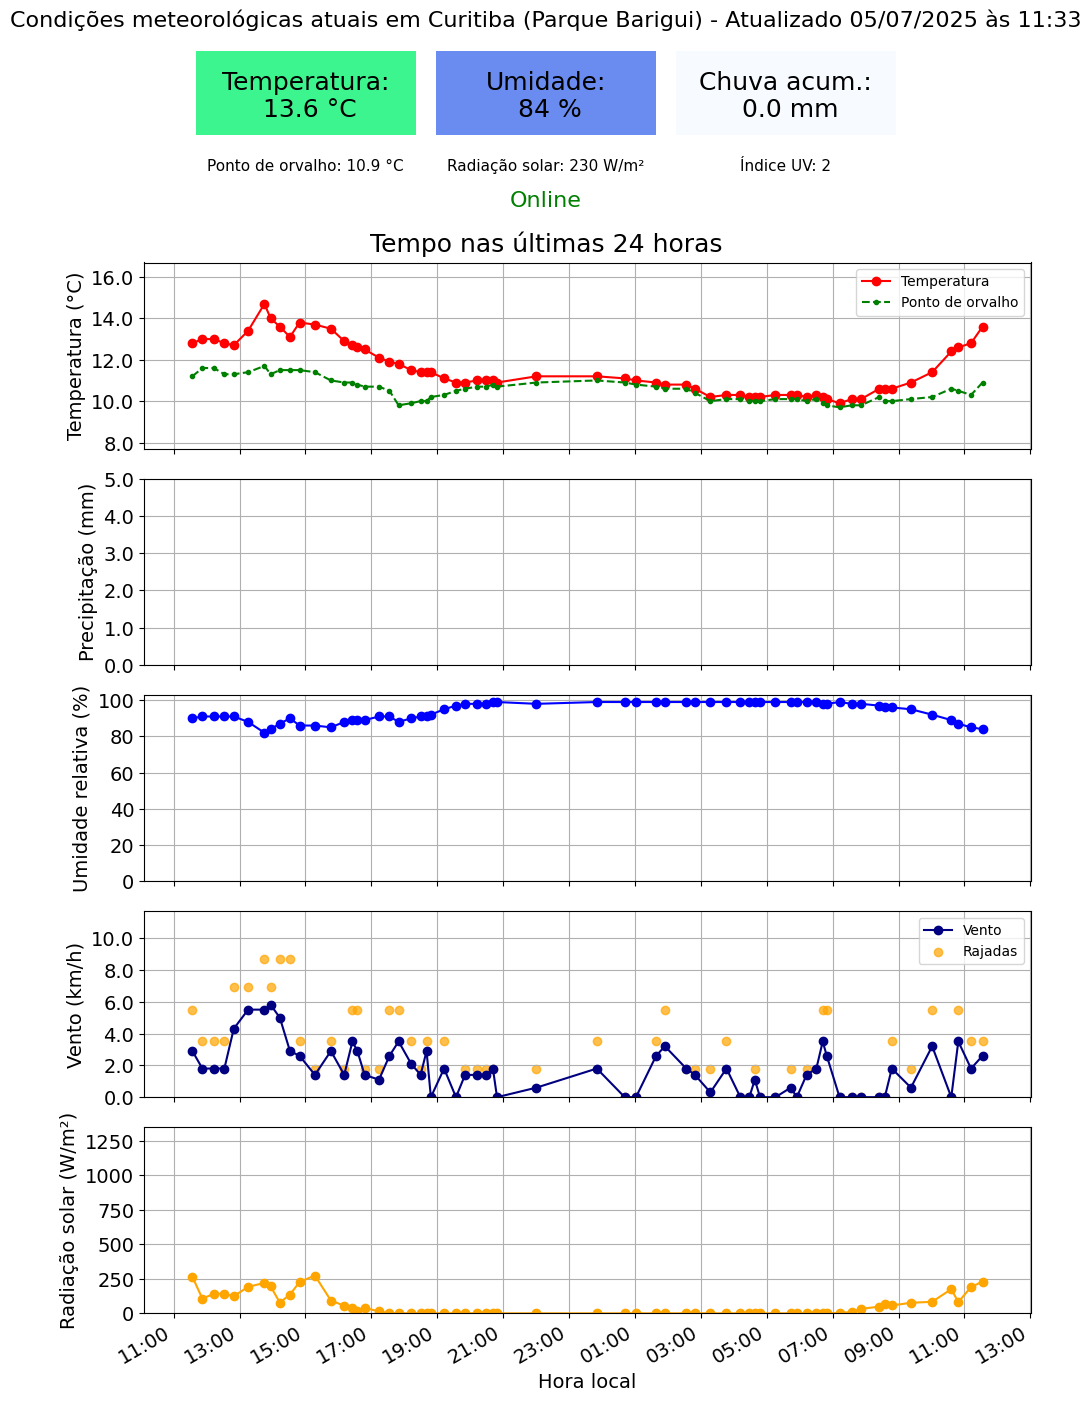 Condições meteorológicas atuais em Curitiba (Parque Barigui) - Atualizado 05/07/2025 às 11:33
Temperatura:
13.6 °C
Umidade:
84 %
Chuva acum.:
0.0 mm
Ponto de orvalho: 10.9 °C
Radiação solar: 230 W/m²
Índice UV: 2
Online
Tempo nas últimas 24 horas
Temperatura (°C)
16.0
14.0
12.0
10.0
8.0
Temperatura
Ponto de orvalho
Precipitação (mm)
5.0
4.0
3.0
2.0
1.0
0.0
Umidade relativa (%)
100
80
60
40
20
0
Vento (km/h)
10.0
8.0
6.0
4.0
2.0
0.0
Vento
Rajadas
Radiação solar (W/m²)
1250
1000
750
500
250
0
11:00
13:00
15:00
17:00
19:00
21:00
23:00
01:00
03:00
05:00
07:00
09:00
11:00
13:00
Hora local